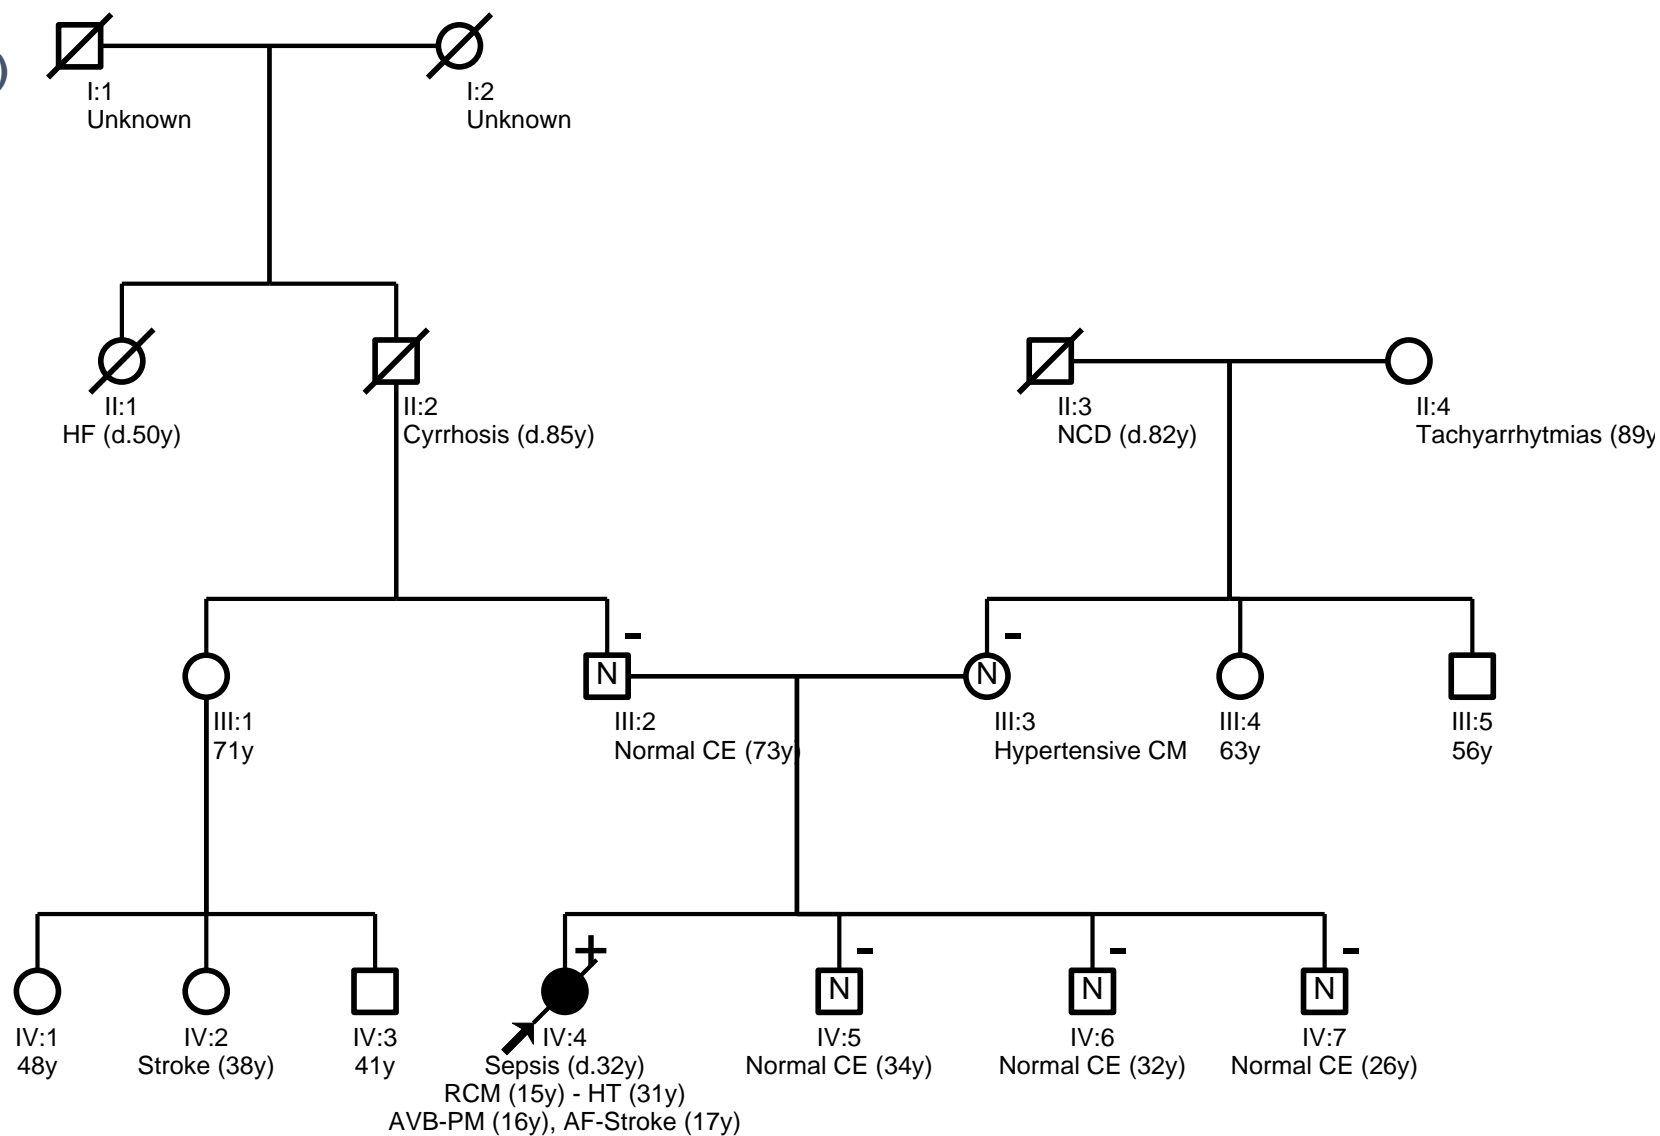 )
I:1
Unknown
I:2
Unknown
II:1
HF (d.50y)
II:2
Cyrrhosis (d.85y)
II:3
NCD (d.82y)
II:4
Tachyarrhytmias (89y
-
-
N
N
III:1
71y
III:2
Normal CE (73y)
III:3
Hypertensive CM
III:4
63y
III:5
56y
+
-
-
-
N
N
N
IV:1
48y
IV:2
Stroke (38y)
IV:3
41y
IV:4
Sepsis (d.32y)
RCM (15y) - HT (31y)
AVB-PM (16y), AF-Stroke (17y)
IV:5
Normal CE (34y)
IV:6
Normal CE (32y)
IV:7
Normal CE (26y)